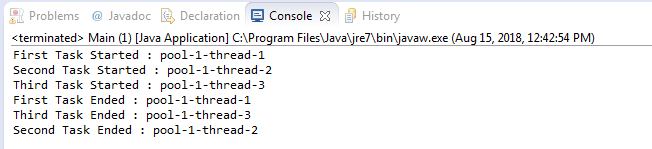 Problems @ Javadoc Declaration Console History
<terminated> Main (1) [Java Application] C:\Program Files\Java\jre7\bin\javaw.exe (Aug 15, 2018, 12:42:54 PM)
First Task Started : pool-1-thread-1
Second Task Started : pool-1-thread-2
Third Task Started : pool-1-thread-3
First Task Ended : pool-1-thread-1
Third Task Ended : pool-1-thread-3
Second Task Ended : pool-1-thread-2